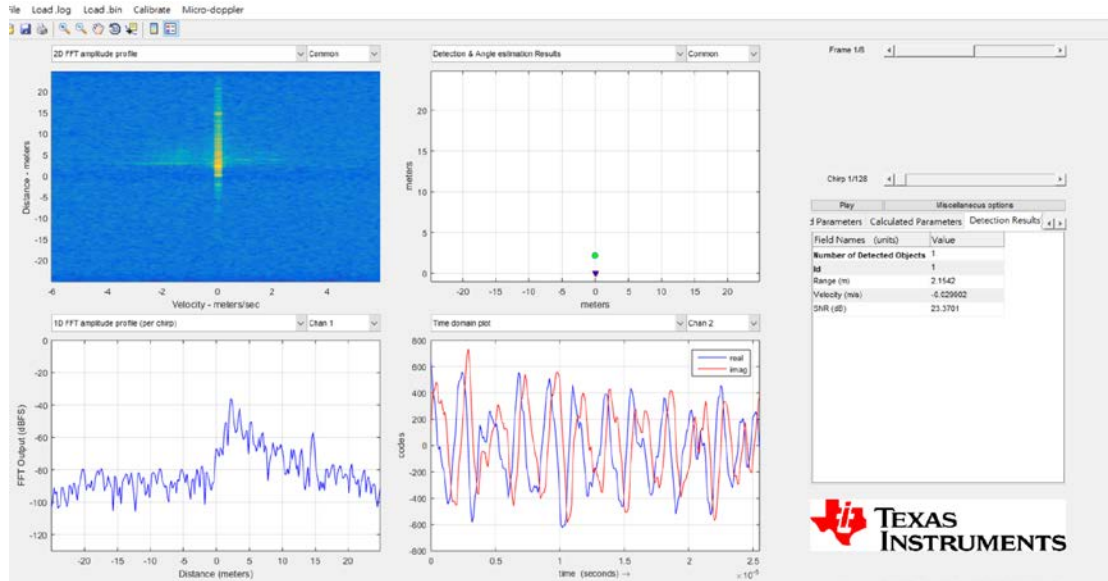 File Load .log Load .bin Calibrate Micro-doppler
2D FFT amplitude profile Common
20
15
10
5
0
-5
-10
-15
-20
Distance - meters
-6 -4 -2 0 2 4
Velocity - meters/sec
Detection & Angle estimation Results Common
20
15
10
5
0
meters
-20 -15 -10 -5 0 5 10 15 20
meters
Frame 1/8
Chirp 1/128
Play Miscellaneous options
d Parameters Calculated Parameters Detection Results
Field Names (units) Value
Number of Detected Objects 1
Id 1
Range (m) 2.1542
Velocity (m/s) -0.029902
SNR (dB) 23.3701
1D FFT amplitude profile (per chirp) Chan 1
0
-20
-40
-60
-80
-100
-120
FFT Output (dBFS)
-20 -15 -10 -5 0 5 10 15 20
Distance (meters)
Time domain plot Chan 2
800
600
400
200
0
-200
-400
-600
-800
codes
real
imag
0 0.5 1 1.5 2 2.5
time (seconds) → ×10⁻⁵
TEXAS
INSTRUMENTS